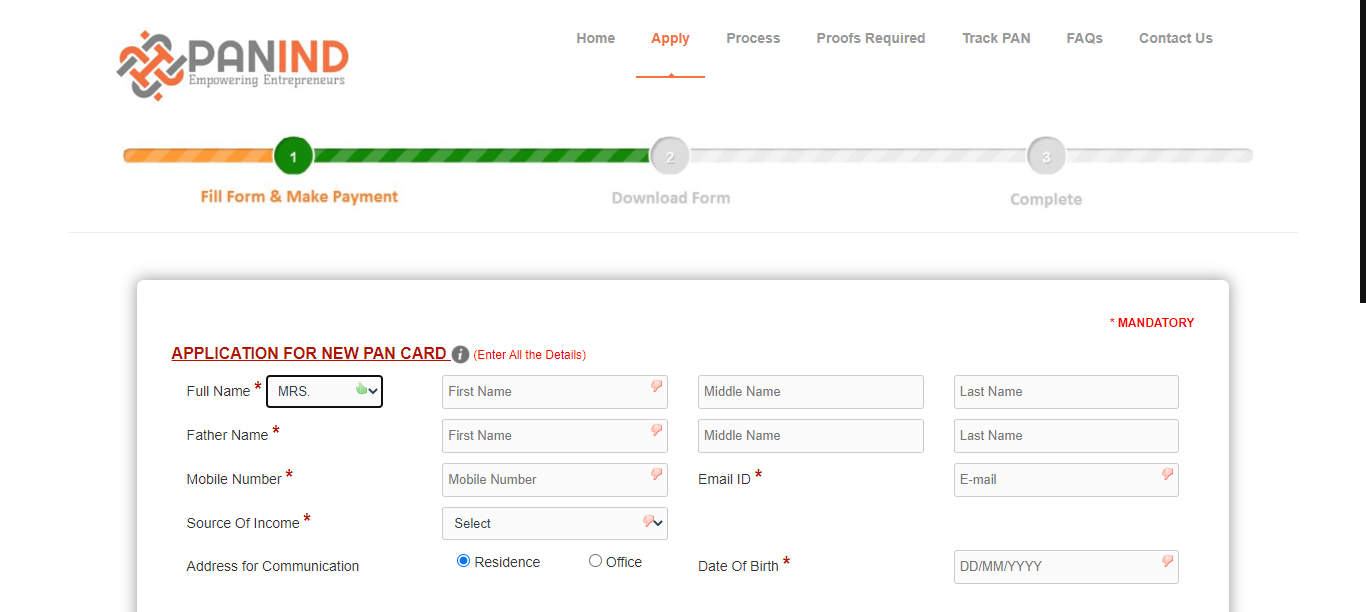 PANIND
Empowering Entrepreneurs
Home Apply Process Proofs Required Track PAN FAQs Contact Us
1 2 3
Fill Form & Make Payment Download Form Complete
* MANDATORY
APPLICATION FOR NEW PAN CARD i (Enter All the Details)
Full Name * MRS. First Name Middle Name Last Name
Father Name * First Name Middle Name Last Name
Mobile Number * Mobile Number Email ID * E-mail
Source Of Income * Select
Address for Communication Residence Office Date Of Birth * DD/MM/YYYY